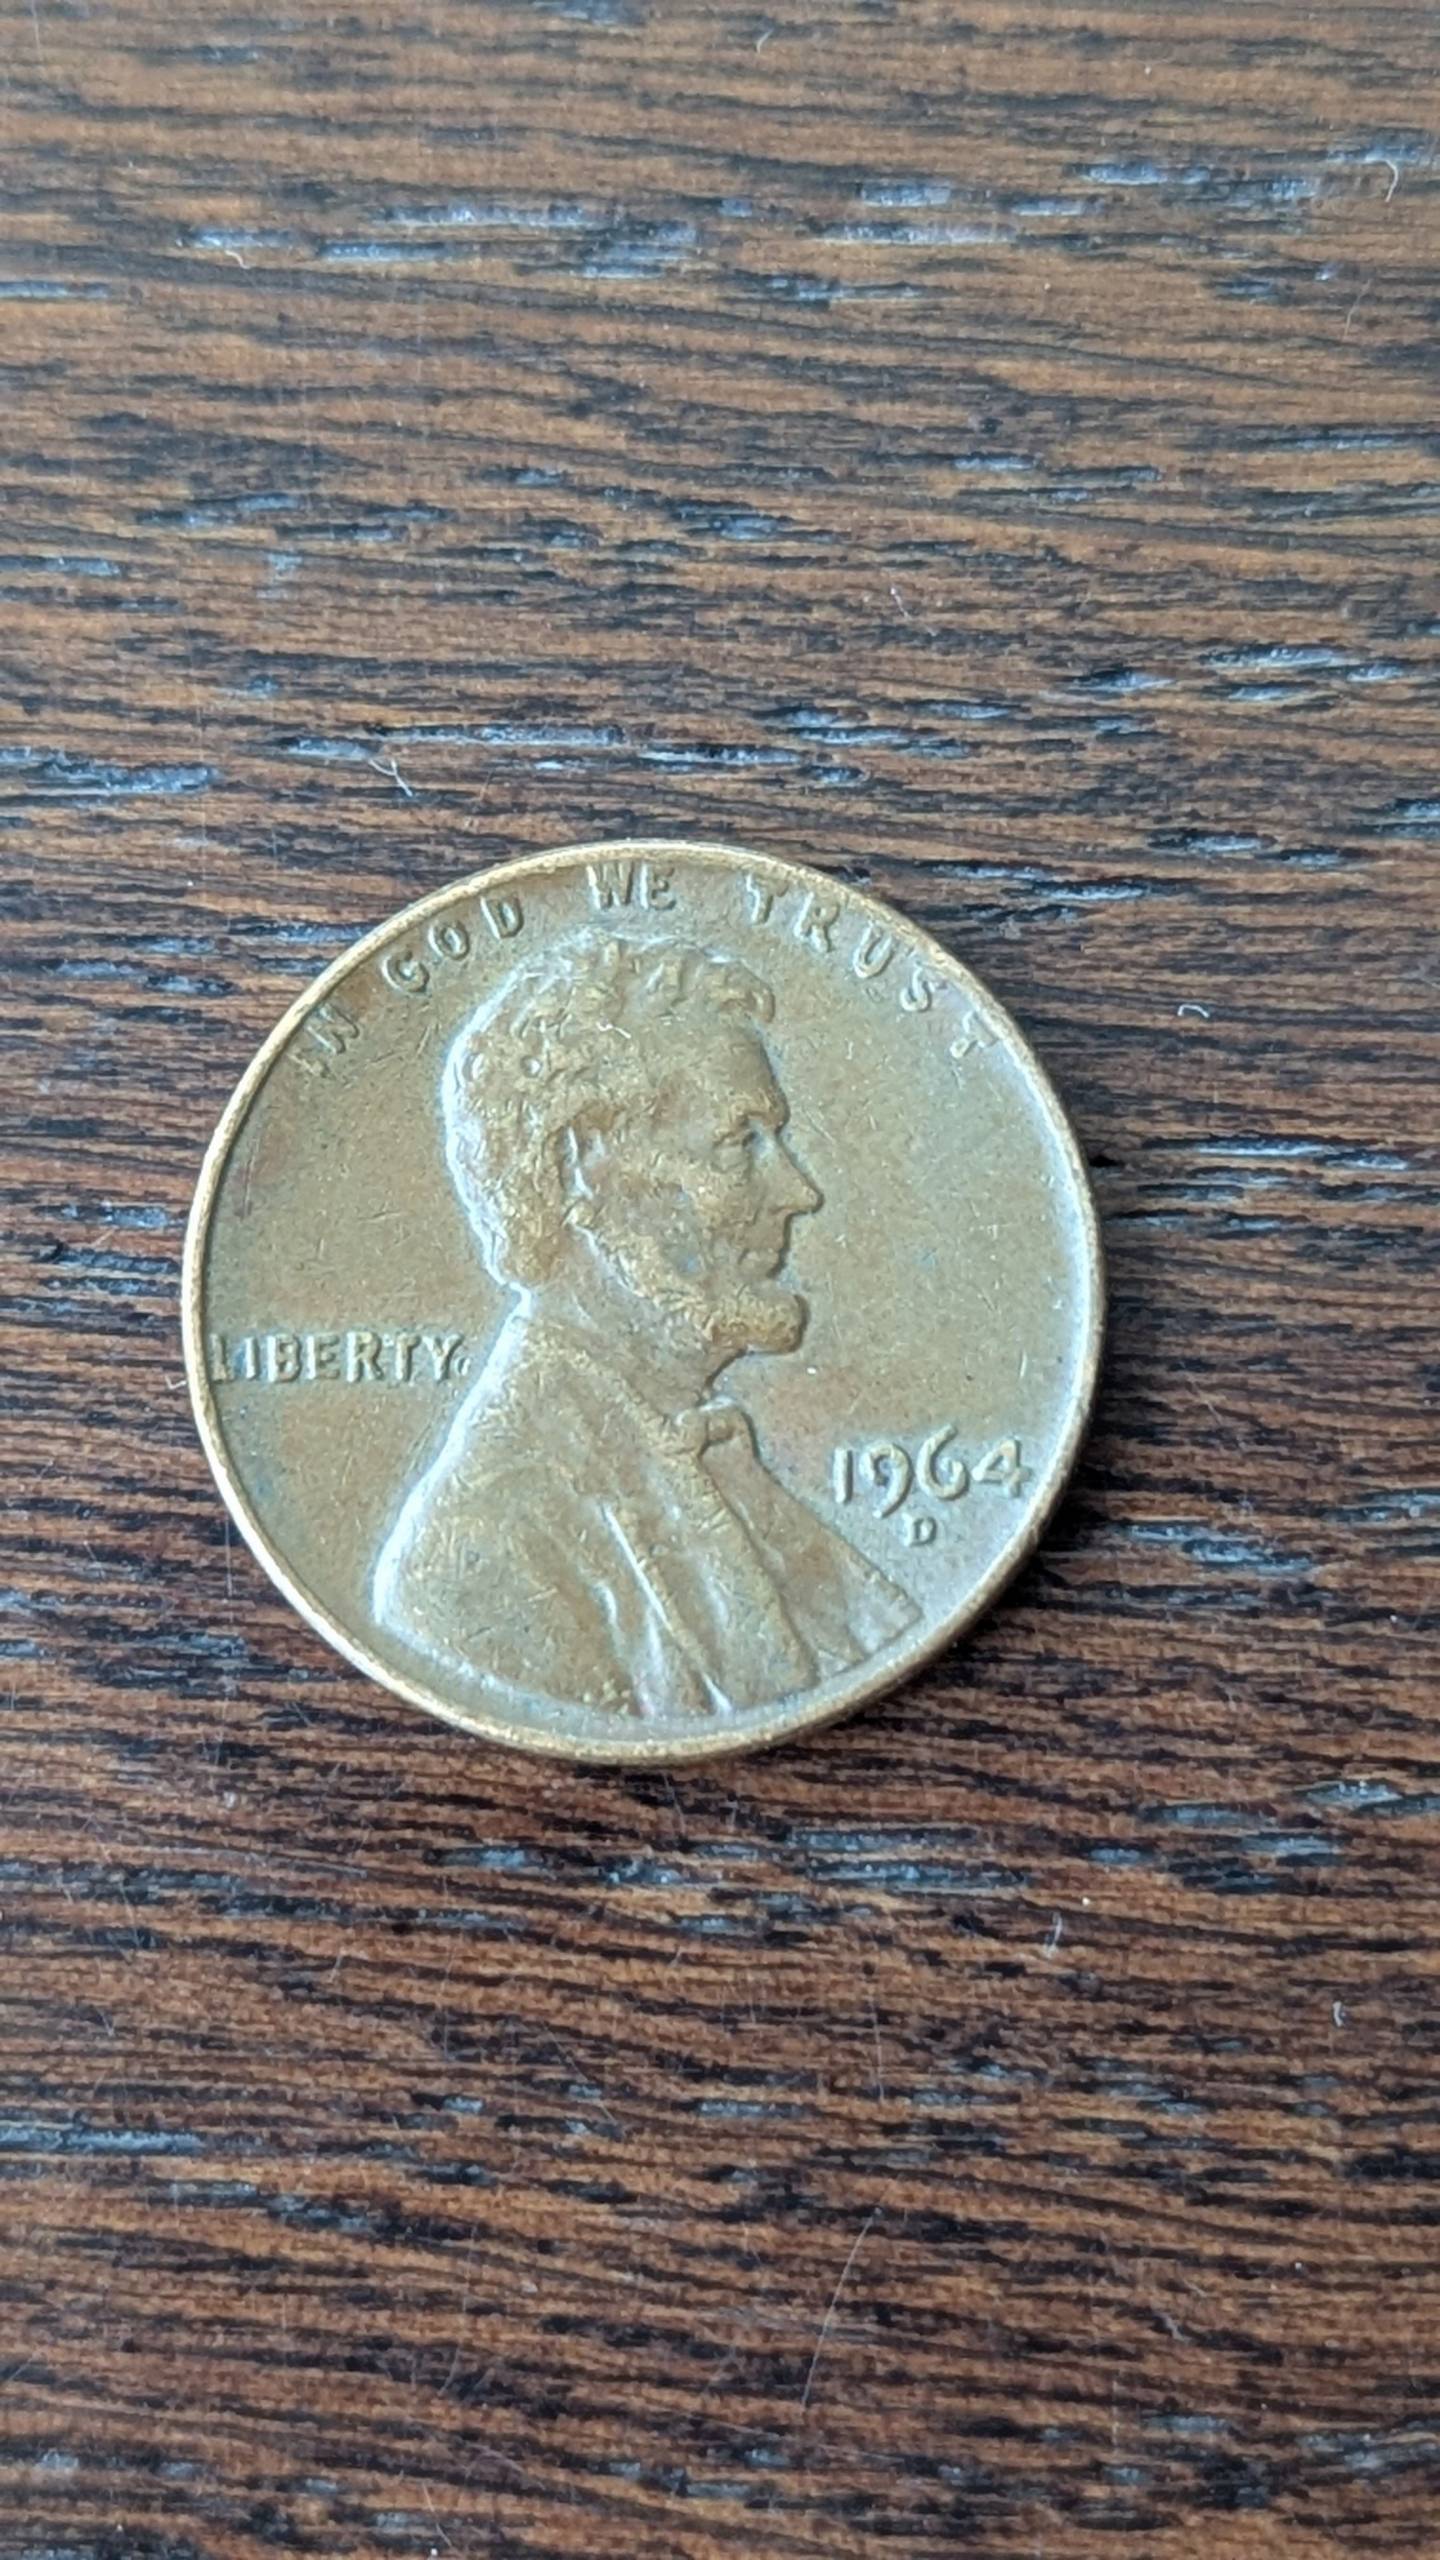 IN GOD WE TRUST
LIBERTY
1964
D